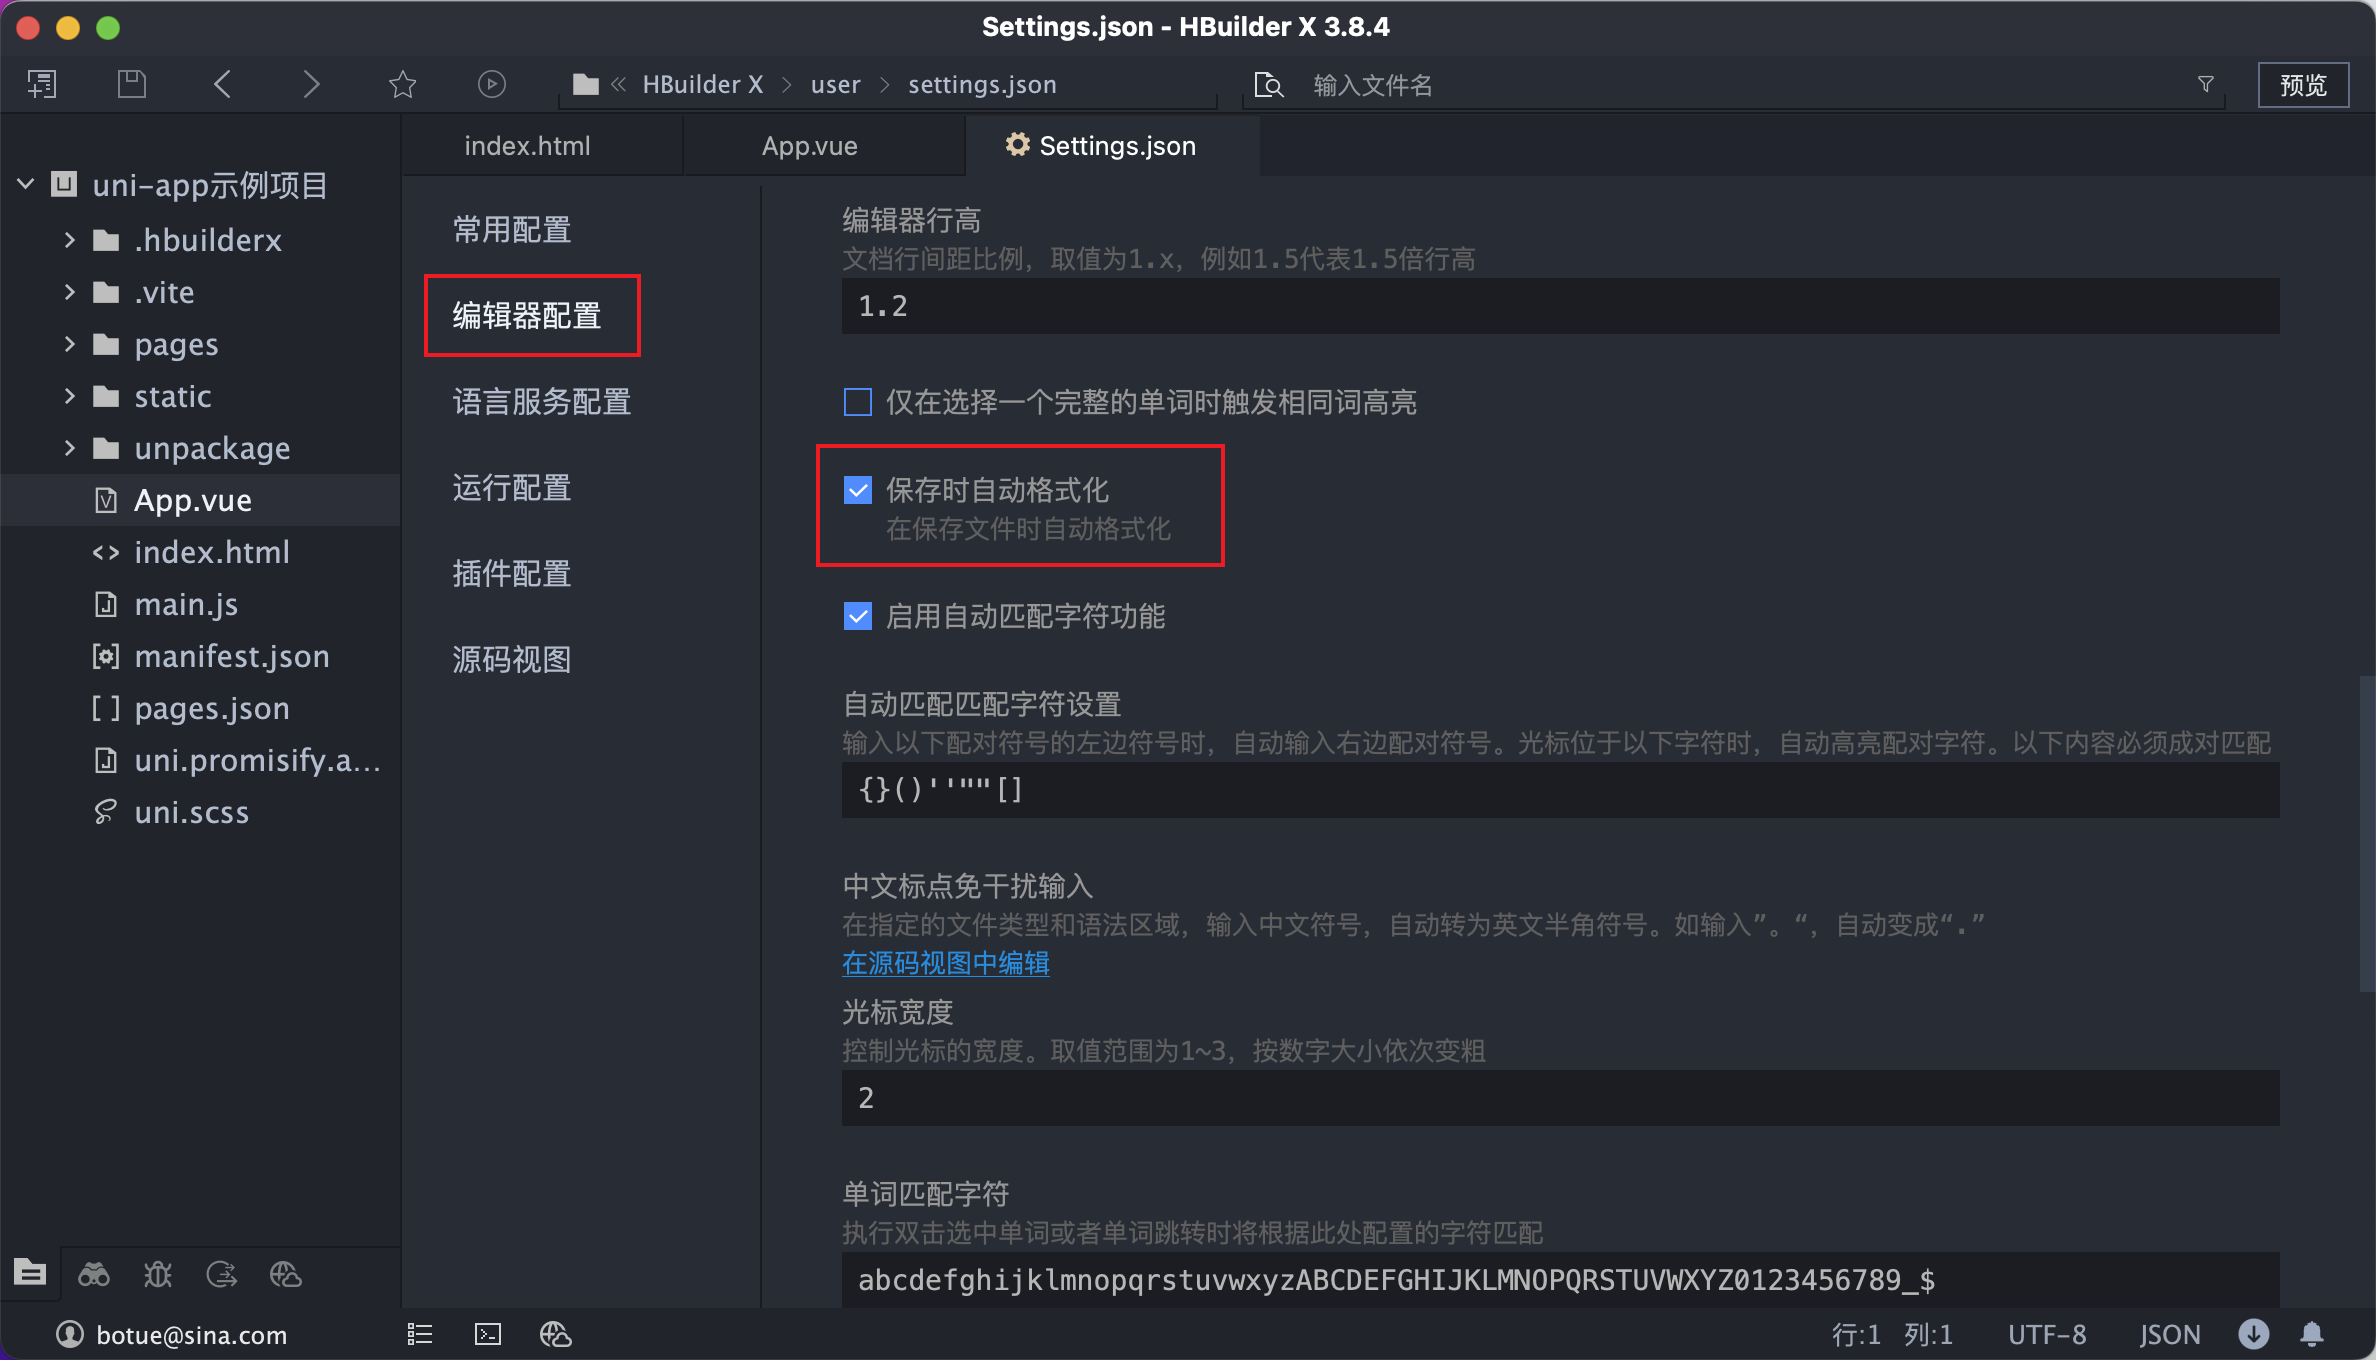 Settings.json - HBuilder X 3.8.4
HBuilder X
user
settings.json
输入文件名
预览
index.html
App.vue
Settings.json
uni-app示例项目
.hbuilderx
.vite
pages
static
unpackage
App.vue
index.html
main.js
manifest.json
pages.json
uni.promisify.a...
uni.scss
常用配置
编辑器配置
语言服务配置
运行配置
插件配置
源码视图
编辑器行高
文档行间距比例，取值为1.x，例如1.5代表1.5倍行高
1.2
仅在选择一个完整的单词时触发相同词高亮
保存时自动格式化
在保存文件时自动格式化
启用自动匹配字符功能
自动匹配匹配字符设置
输入以下配对符号的左边符号时，自动输入右边配对符号。光标位于以下字符时，自动高亮配对字符。以下内容必须成对匹配
{}()''""[]
中文标点免干扰输入
在指定的文件类型和语法区域，输入中文符号，自动转为英文半角符号。如输入”。“，自动变成“.”
在源码视图中编辑
光标宽度
控制光标的宽度。取值范围为1~3，按数字大小依次变粗
2
单词匹配字符
执行双击选中单词或者单词跳转时将根据此处配置的字符匹配
abcdefghijklmnopqrstuvwxyzABCDEFGHIJKLMNOPQRSTUVWXYZ0123456789_$
botue@sina.com
行:1 列:1
UTF-8
JSON